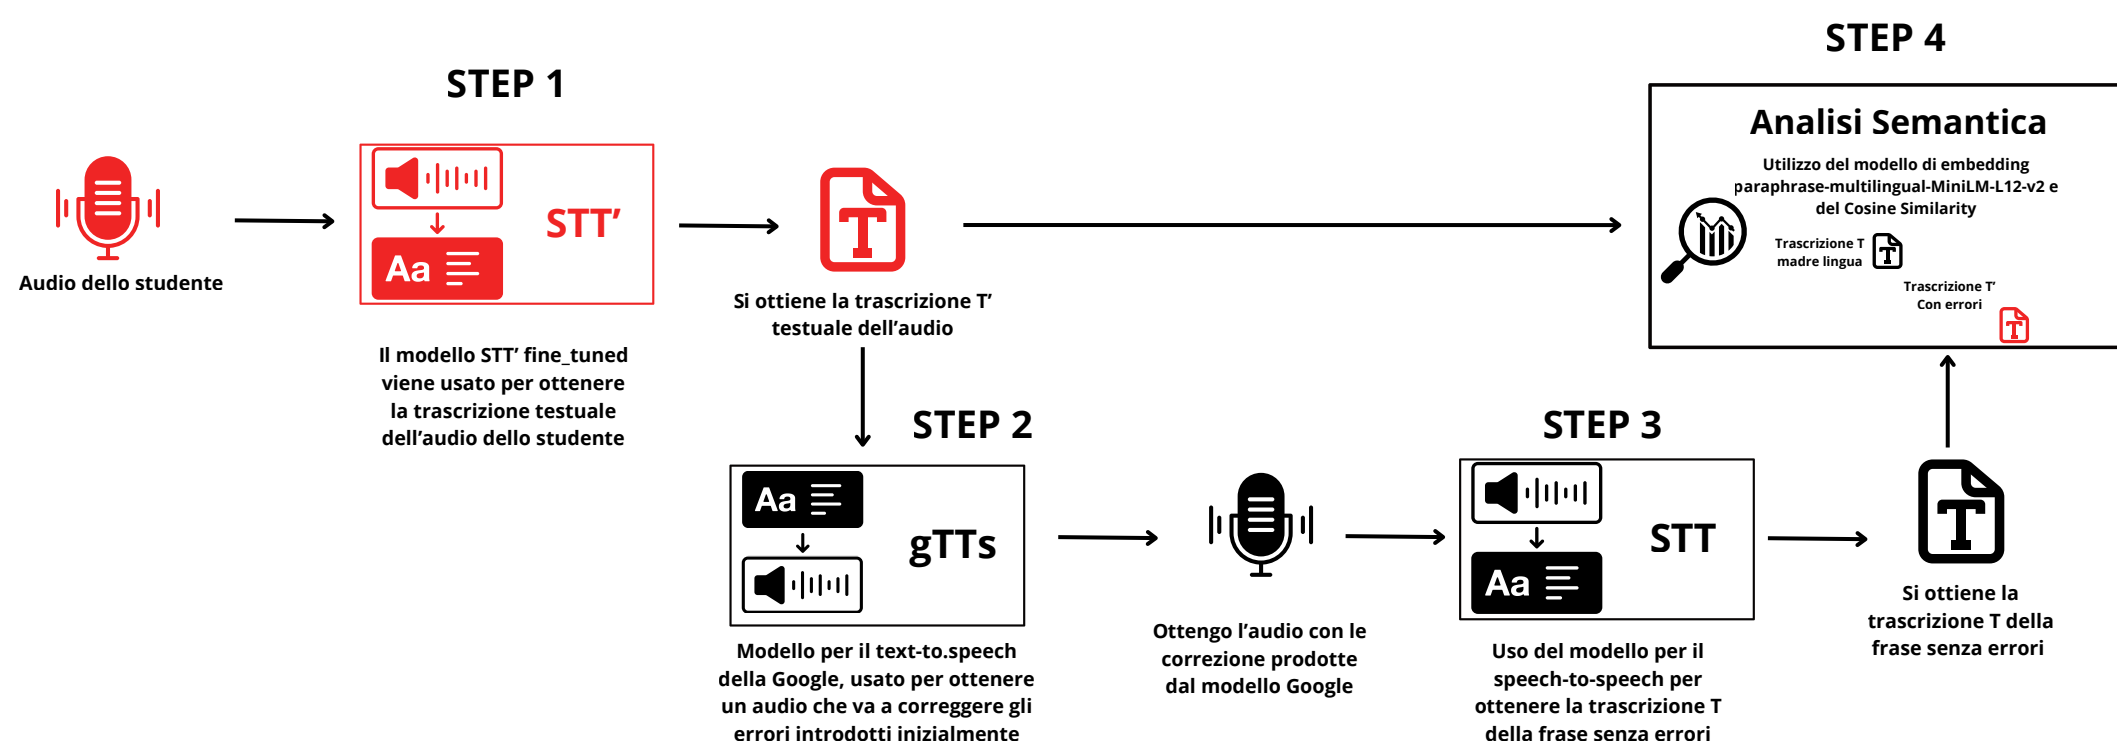 STEP 1
Audio dello studente
Aa
STT’
Il modello STT’ fine_tuned
viene usato per ottenere
la trascrizione testuale
dell’audio dello studente
T
Si ottiene la trascrizione T’
testuale dell’audio
STEP 2
Aa
gTTs
Modello per il text-to.speech
della Google, usato per ottenere
un audio che va a correggere gli
errori introdotti inizialmente
Ottengo l’audio con le
correzione prodotte
dal modello Google
STEP 3
Aa
STT
Uso del modello per il
speech-to-speech per
ottenere la trascrizione T
della frase senza errori
T
Si ottiene la
trascrizione T della
frase senza errori
STEP 4
Analisi Semantica
Utilizzo del modello di embedding
paraphrase-multilingual-MiniLM-L12-v2 e
del Cosine Similarity
Trascrizione T
madre lingua
T
Trascrizione T’
Con errori
T